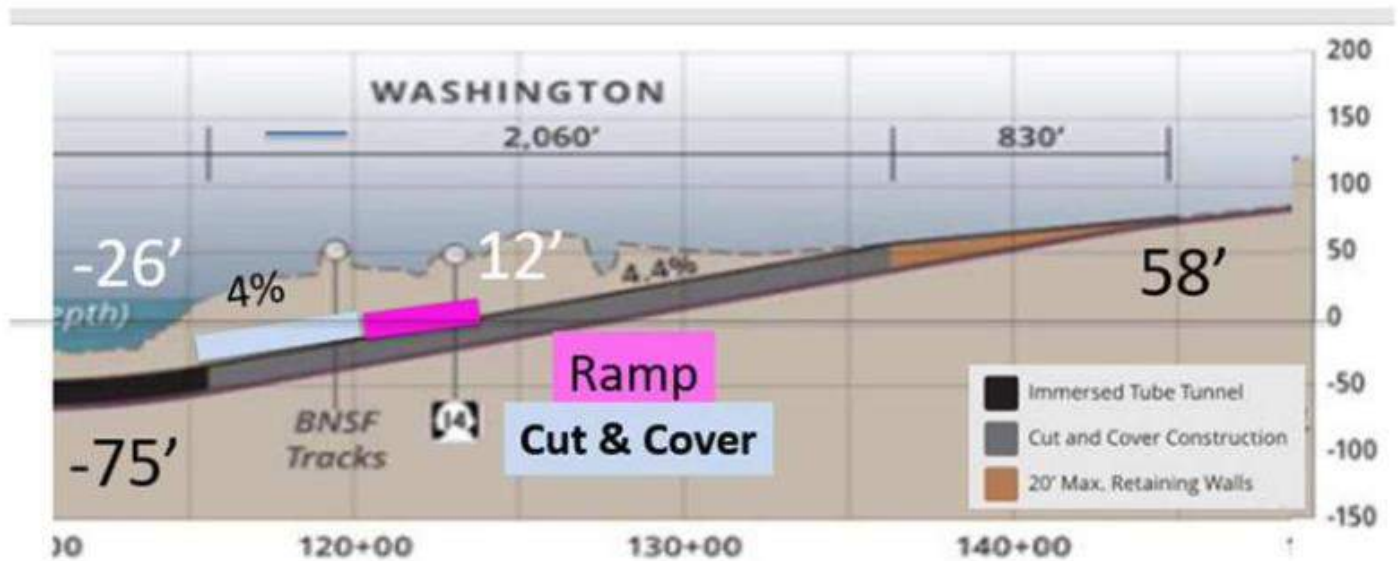 200
WASHINGTON
150
2,060’ 830’
100
-26’ 12’ 50
4% 4.4% 58’
epth) 0
Ramp
-50
Immersed Tube Tunnel
BNSF 14 Cut & Cover Cut and Cover Construction
Tracks -100
-75’
20' Max. Retaining Walls
-150
00 120+00 130+00 140+00